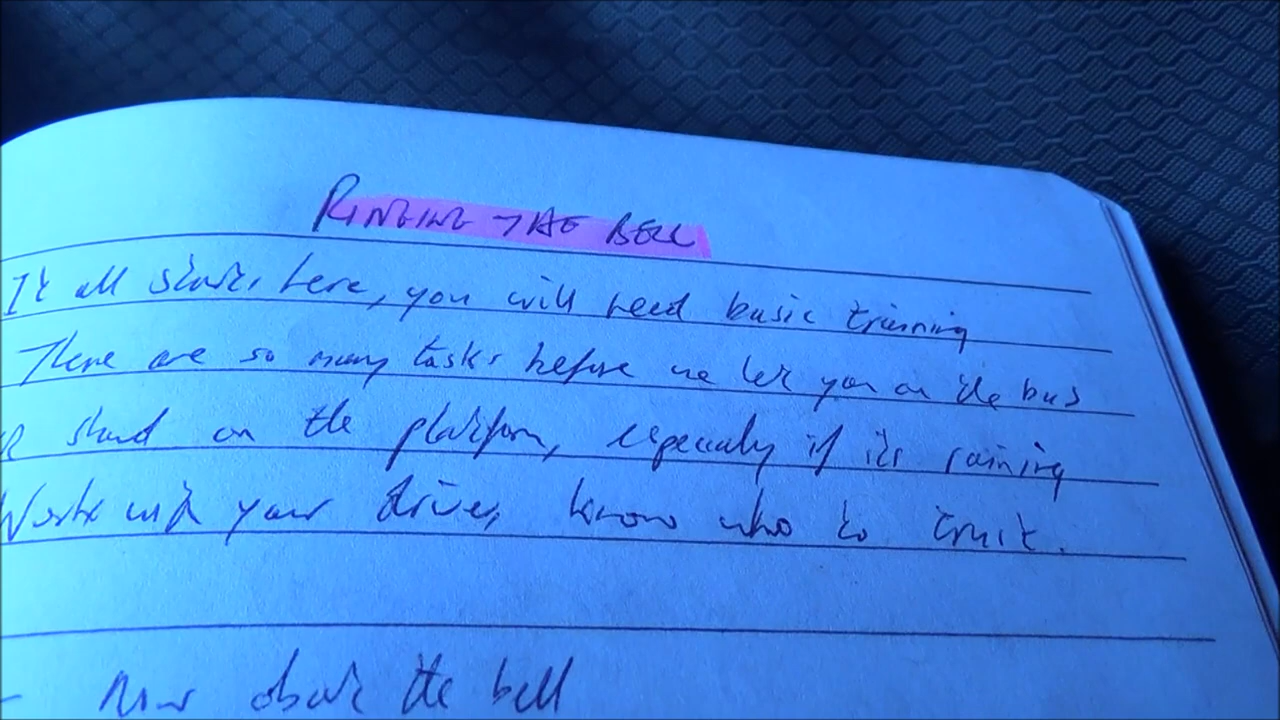 RINGING THE BELL
It all starts here, you will need basic training
There are so many tasks before we let you on the bus
or stand on the platform, especially if its raining
Work with your driver, know who to trust.
- Now about the bell